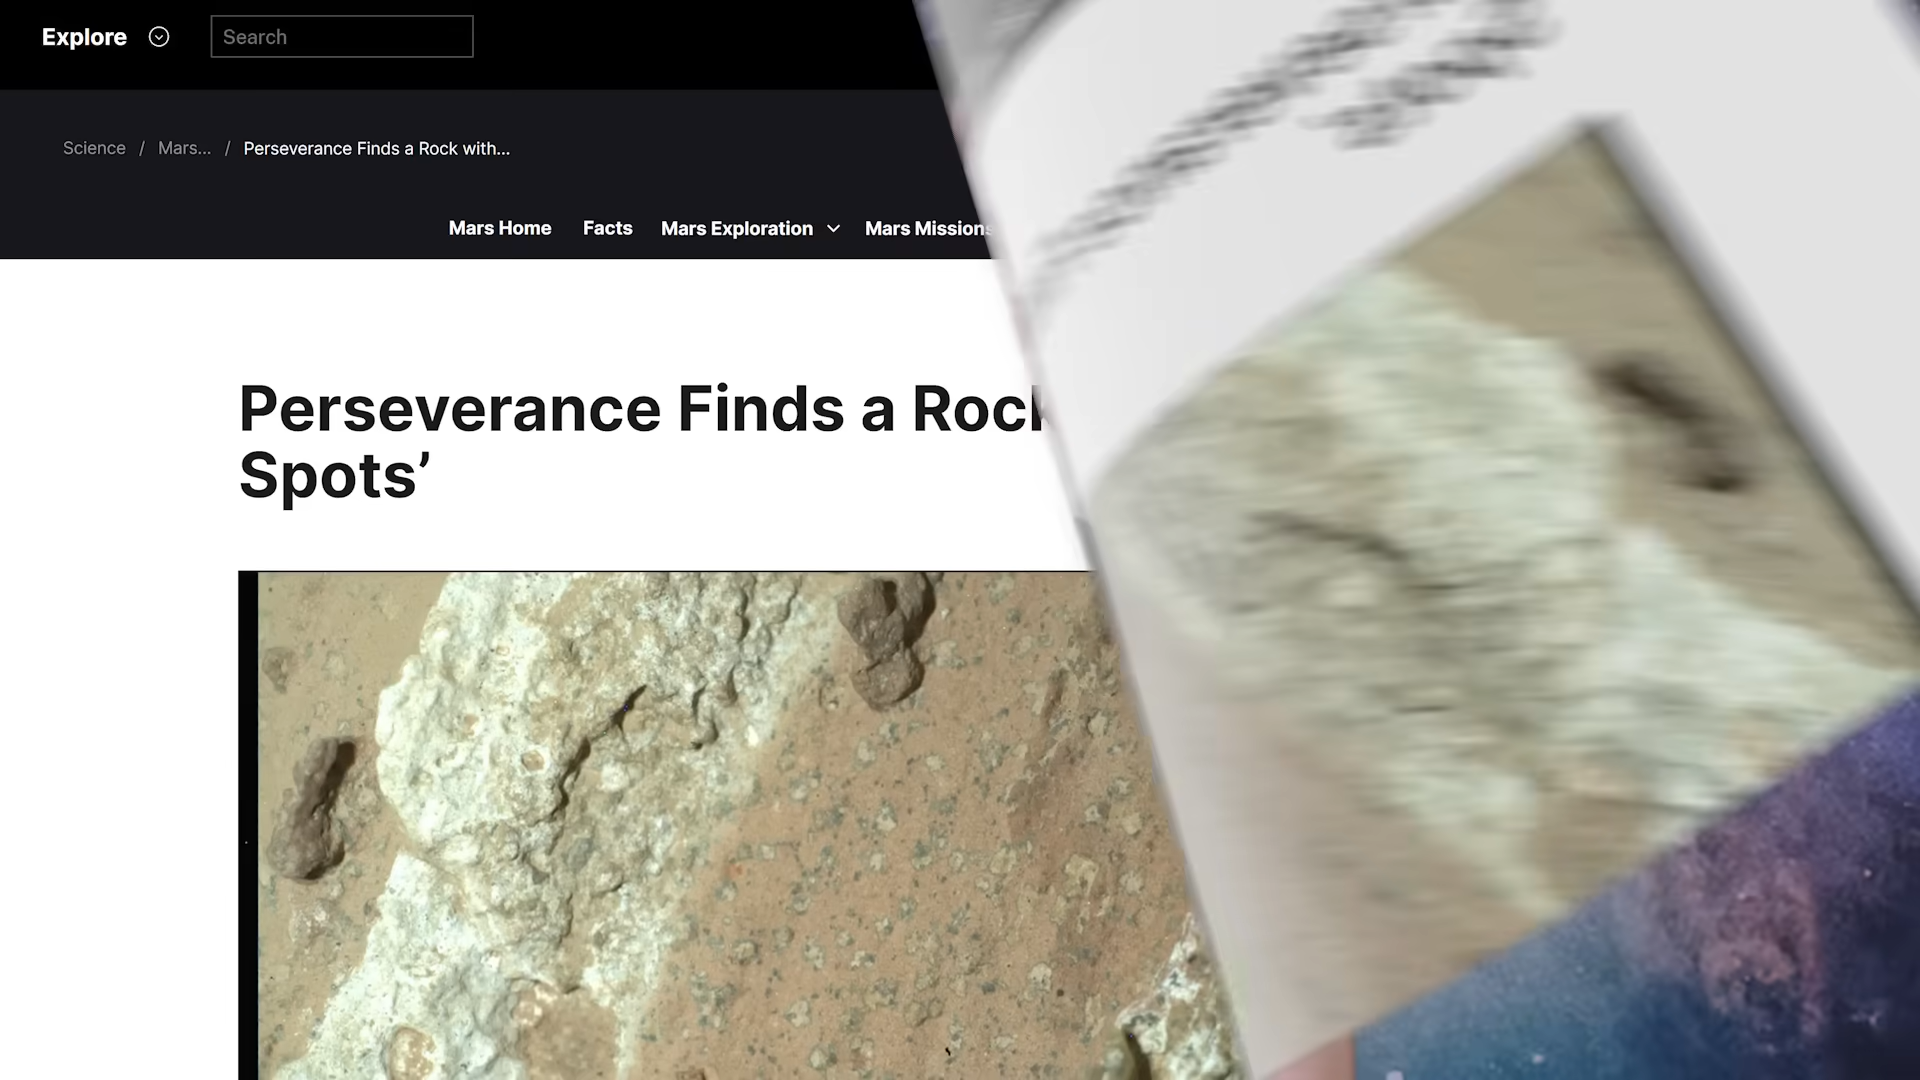 Explore
Search
Science / Mars... / Perseverance Finds a Rock with...
Mars Home Facts Mars Exploration Mars Missions
Perseverance Finds a Rock
Spots’